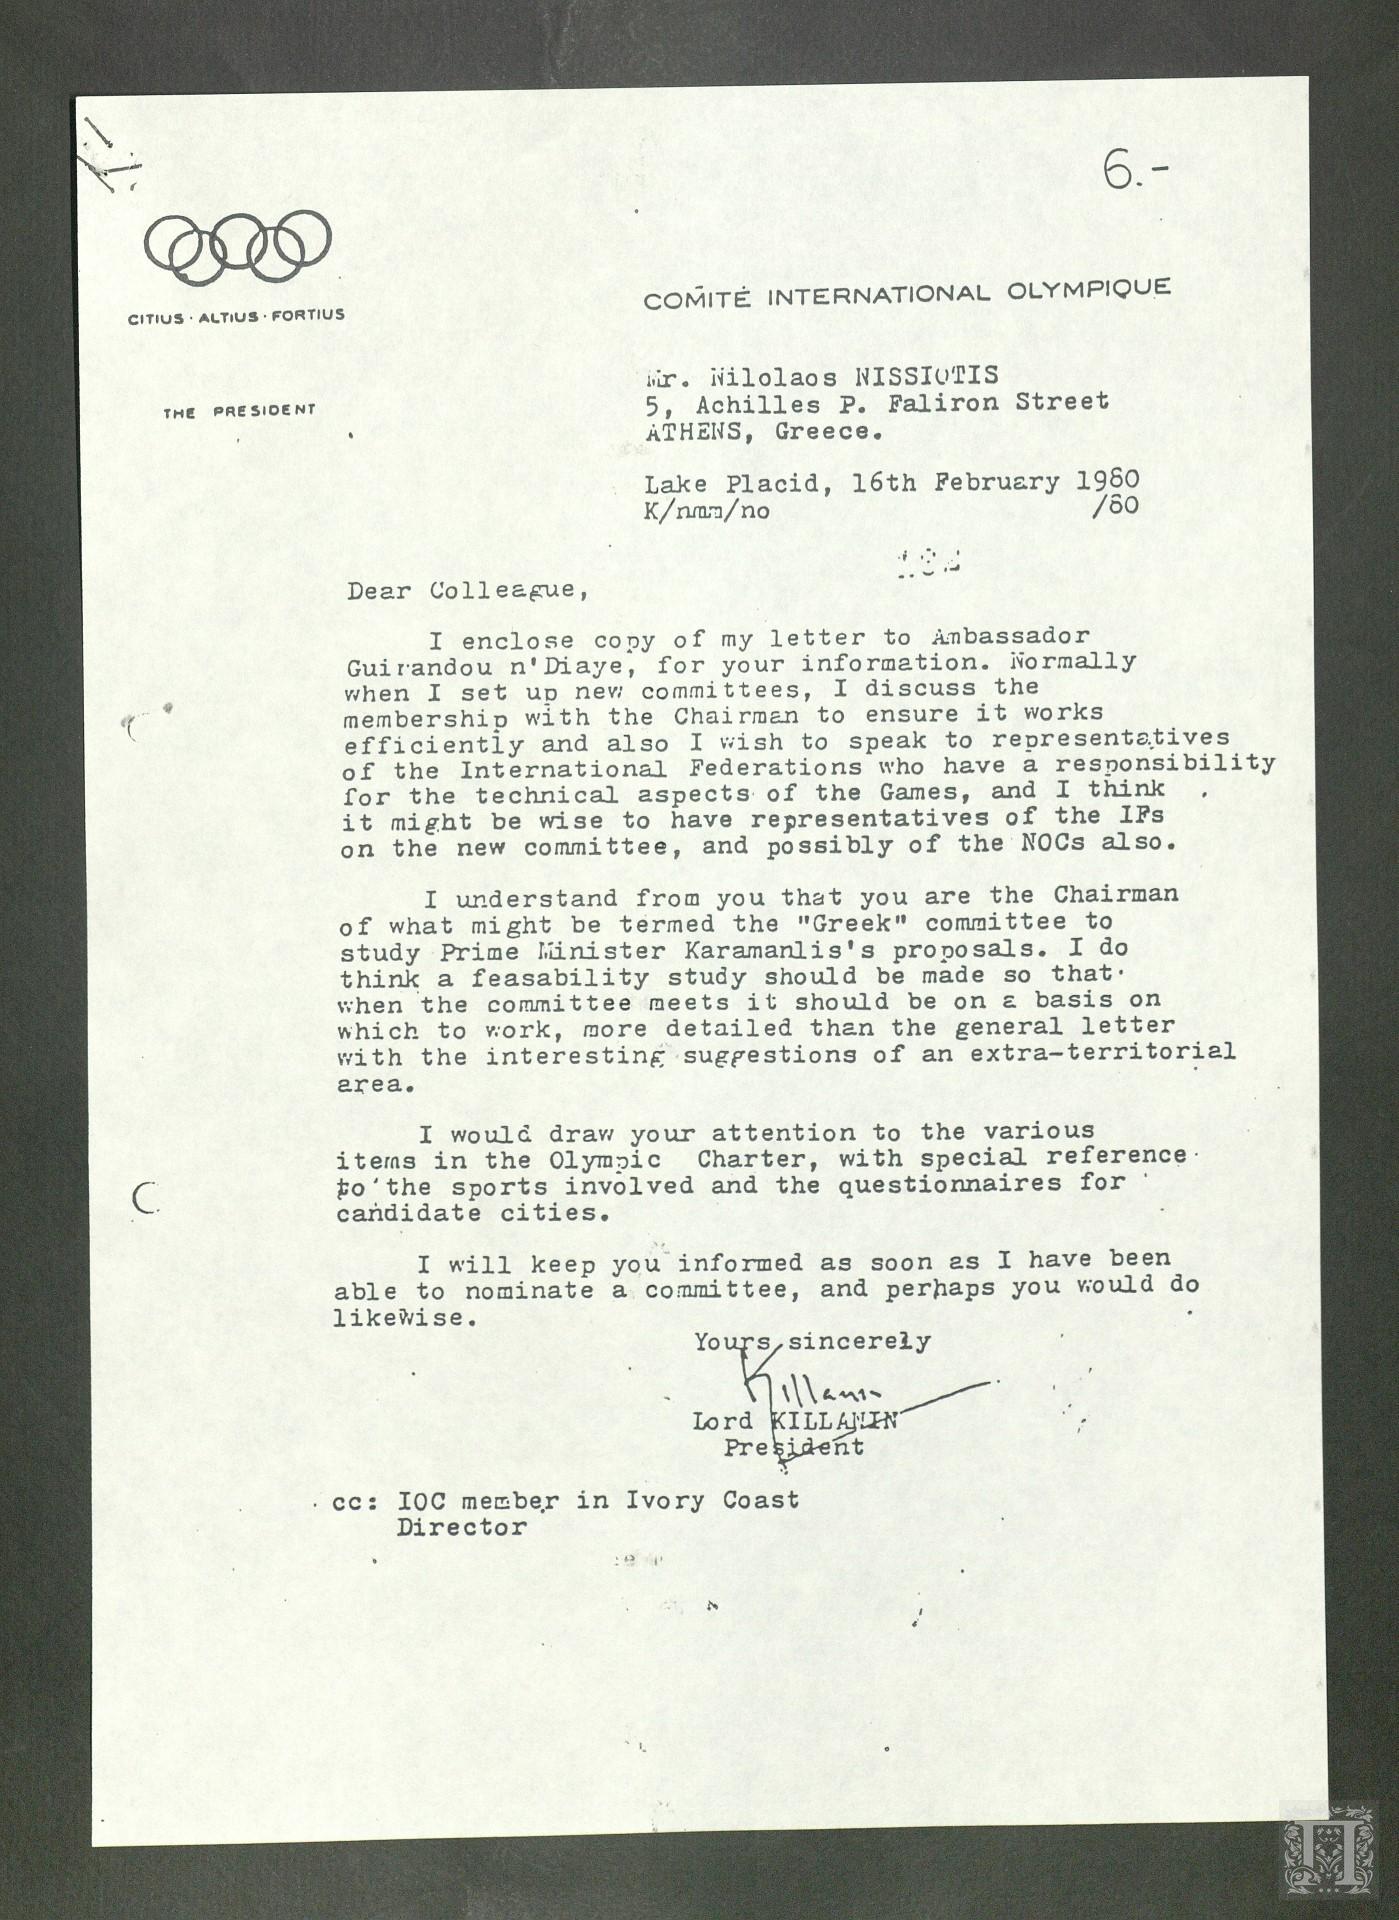 6.-
CITIUS · ALTIUS · FORTIUS
COMITÉ INTERNATIONAL OLYMPIQUE
THE PRESIDENT
Mr. Nilolaos NISSIOTIS
5, Achilles P. Faliron Street
ATHENS, Greece.
Lake Placid, 16th February 1980
K/nmm/no /80
Dear Colleague,
I enclose copy of my letter to Ambassador
Guirandou n'Diaye, for your information. Normally
when I set up new committees, I discuss the
membership with the Chairman to ensure it works
efficiently and also I wish to speak to representatives
of the International Federations who have a responsibility
for the technical aspects of the Games, and I think
it might be wise to have representatives of the IFs
on the new committee, and possibly of the NOCs also.
I understand from you that you are the Chairman
of what might be termed the "Greek" committee to
study Prime Minister Karamanlis's proposals. I do
think a feasability study should be made so that
when the committee meets it should be on a basis on
which to work, more detailed than the general letter
with the interesting suggestions of an extra-territorial
area.
I would draw your attention to the various
items in the Olympic Charter, with special reference
to the sports involved and the questionnaires for
candidate cities.
I will keep you informed as soon as I have been
able to nominate a committee, and perhaps you would do
likewise.
Yours sincerely
Killanin
Lord KILLANIN
President
cc: IOC member in Ivory Coast
Director